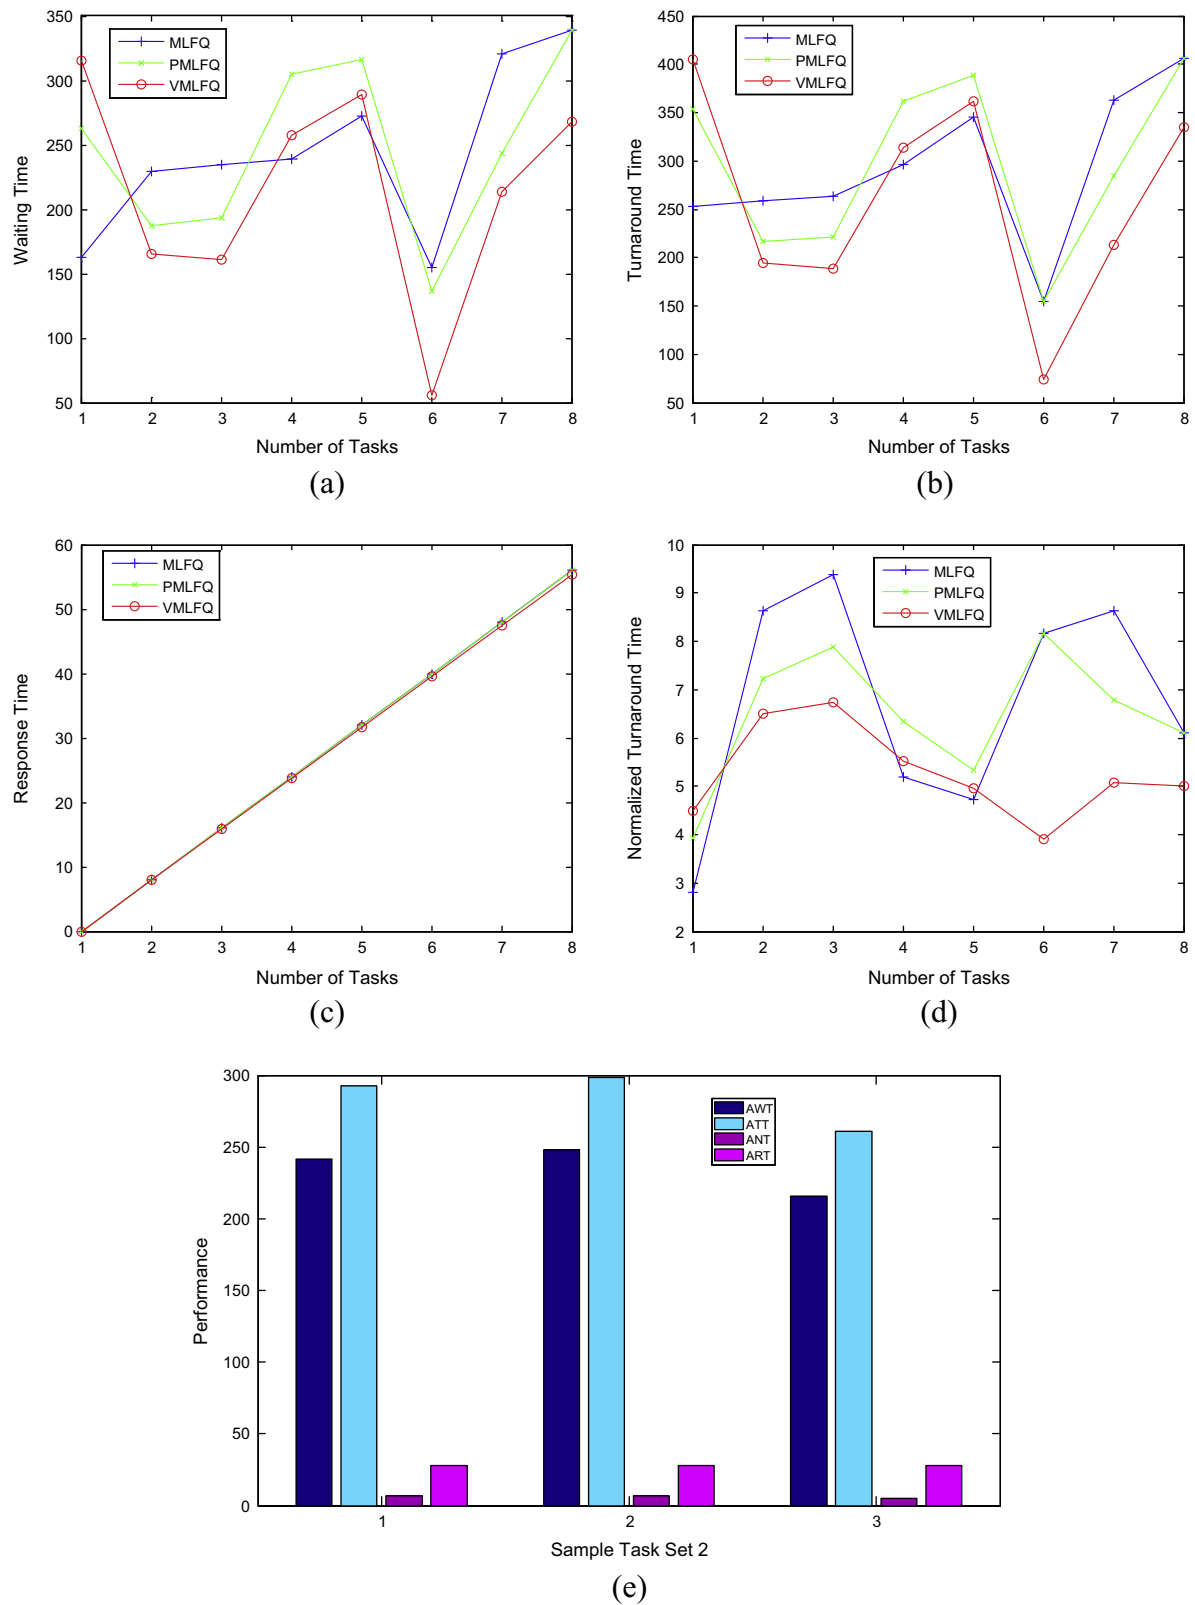 350
300
250
200
150
100
50
1 2 3 4 5 6 7 8
Waiting Time
Number of Tasks
MLFQ
PMLFQ
VMLFQ
(a)
450
400
350
300
250
200
150
100
50
1 2 3 4 5 6 7 8
Turnaround Time
Number of Tasks
MLFQ
PMLFQ
VMLFQ
(b)
60
50
40
30
20
10
0
1 2 3 4 5 6 7 8
Response Time
Number of Tasks
MLFQ
PMLFQ
VMLFQ
(c)
10
9
8
7
6
5
4
3
2
1 2 3 4 5 6 7 8
Normalized Turnaround Time
Number of Tasks
MLFQ
PMLFQ
VMLFQ
(d)
300
250
200
150
100
50
0
1 2 3
Performance
Sample Task Set 2
AWT
ATT
ANT
ART
(e)